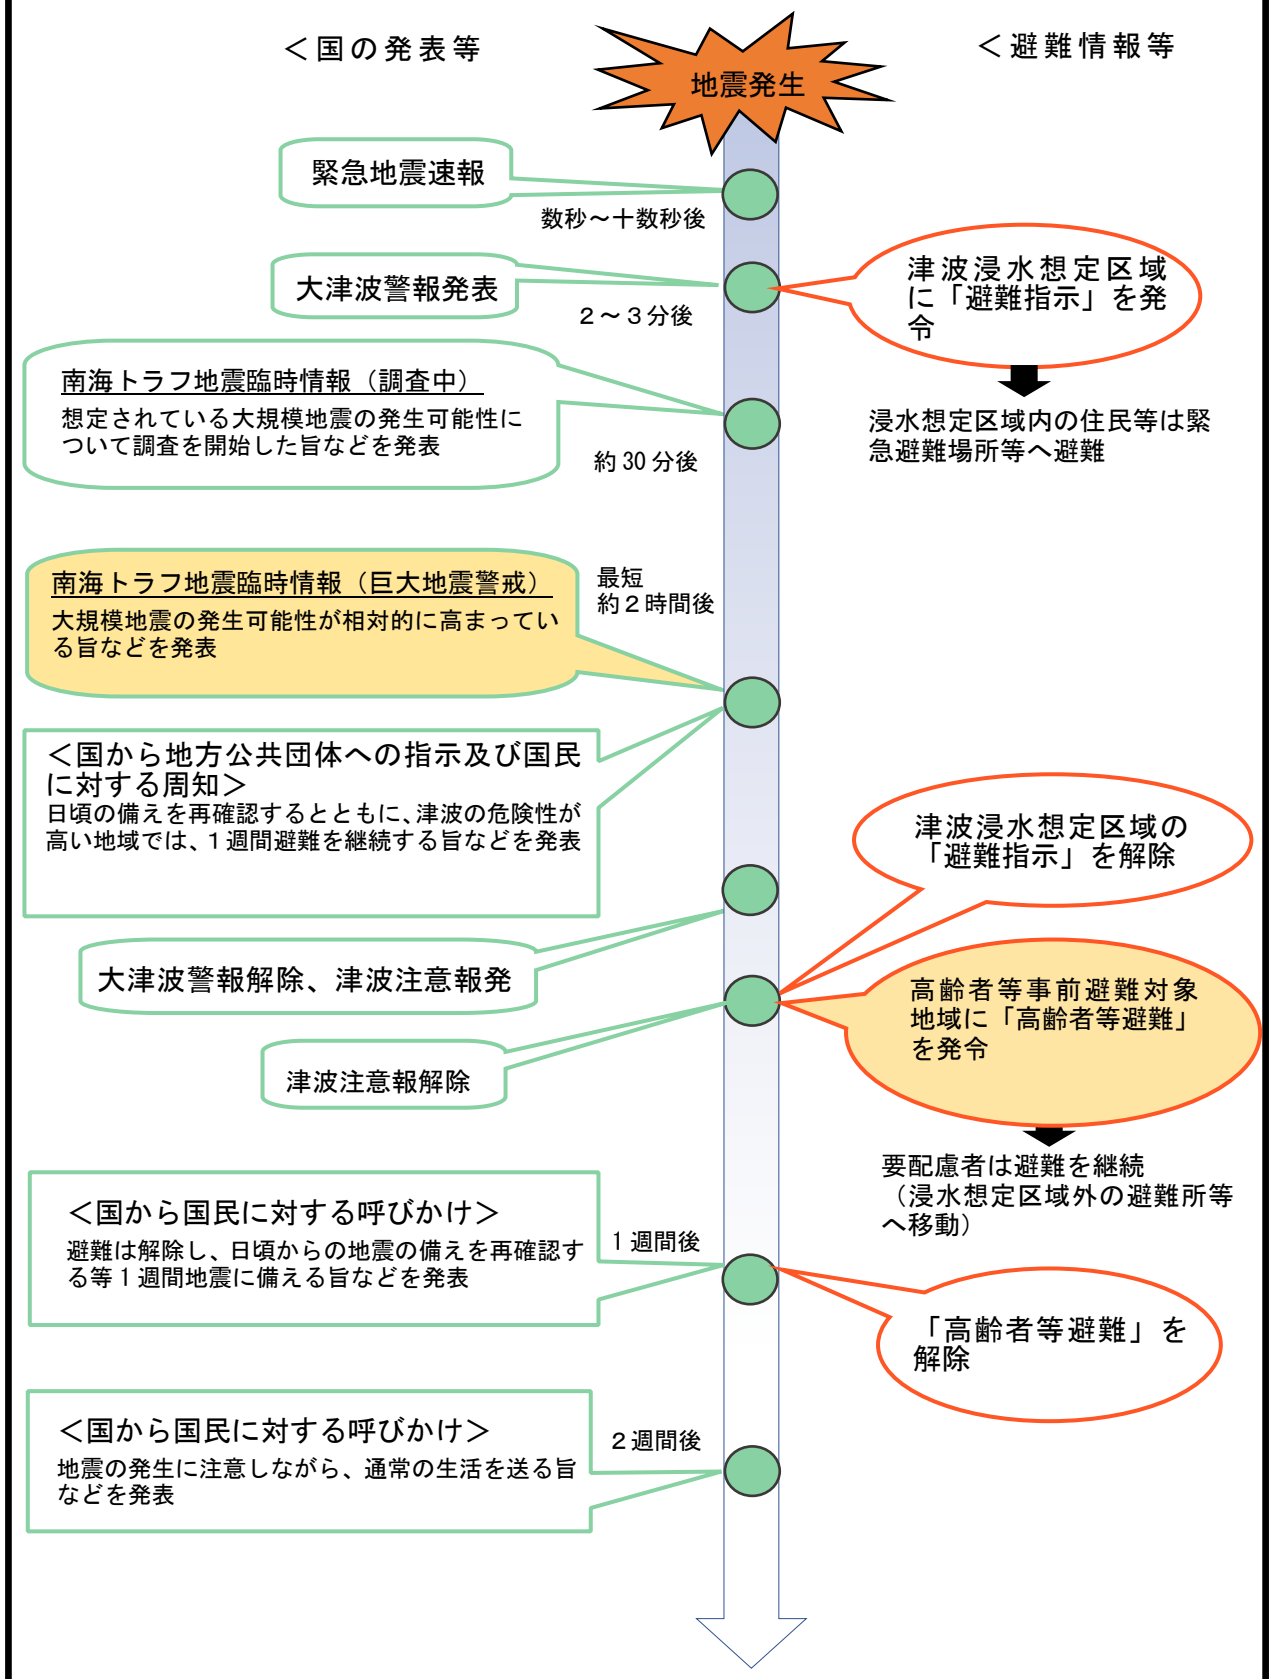 ＜国の発表等
＜避難情報等
地震発生
緊急地震速報
数秒～十数秒後
大津波警報発表
２～３分後
津波浸水想定区域
に「避難指示」を発
令
浸水想定区域内の住民等は緊
急避難場所等へ避難
南海トラフ地震臨時情報（調査中）
想定されている大規模地震の発生可能性に
ついて調査を開始した旨などを発表
約30分後
南海トラフ地震臨時情報（巨大地震警戒）
大規模地震の発生可能性が相対的に高まってい
る旨などを発表
最短
約２時間後
＜国から地方公共団体への指示及び国民
に対する周知＞
日頃の備えを再確認するとともに、津波の危険性が
高い地域では、１週間避難を継続する旨などを発表
津波浸水想定区域の
「避難指示」を解除
大津波警報解除、津波注意報発
高齢者等事前避難対象
地域に「高齢者等避難」
を発令
津波注意報解除
要配慮者は避難を継続
（浸水想定区域外の避難所等
へ移動）
＜国から国民に対する呼びかけ＞
避難は解除し、日頃からの地震の備えを再確認す
る等１週間地震に備える旨などを発表
１週間後
「高齢者等避難」を
解除
＜国から国民に対する呼びかけ＞
地震の発生に注意しながら、通常の生活を送る旨
などを発表
２週間後